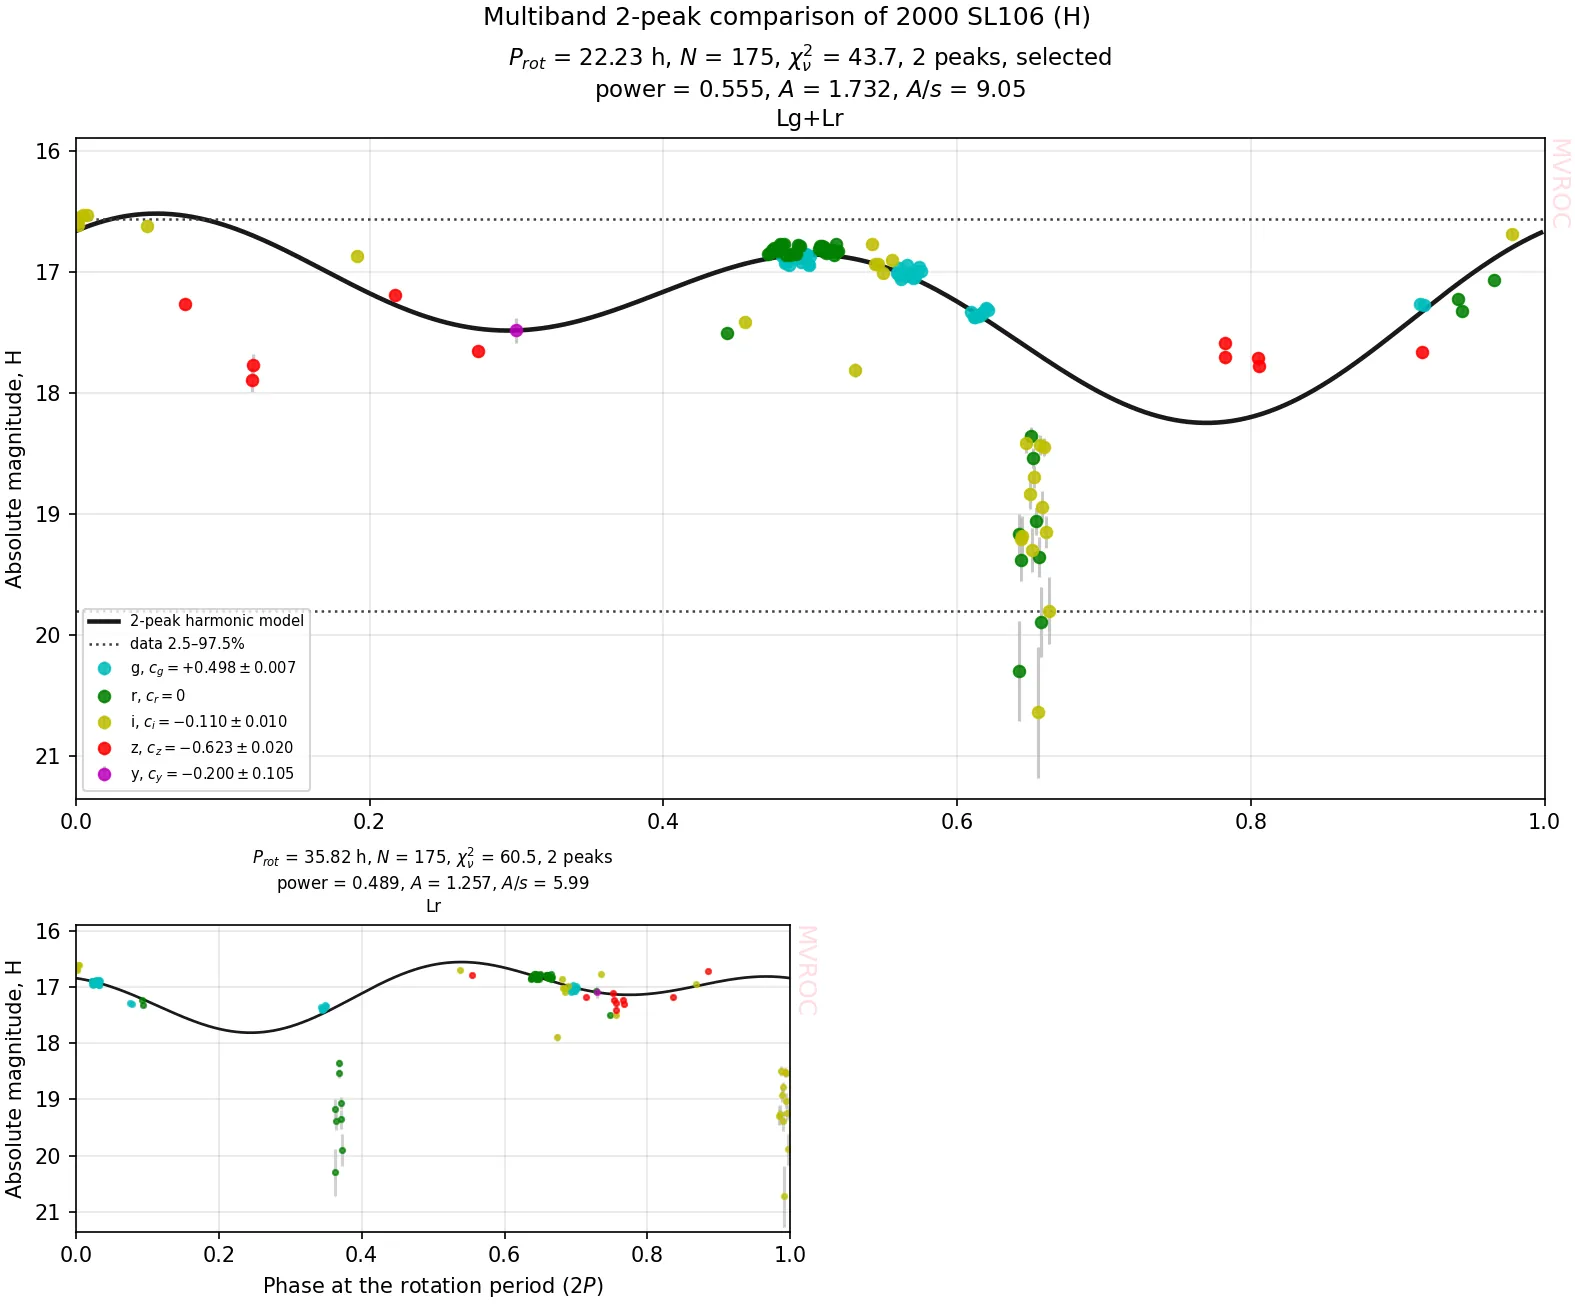 Multiband 2-peak comparison of 2000 SL106 (H)
P_rot = 22.23 h, N = 175, χ²_ν = 43.7, 2 peaks, selected
power = 0.555, A = 1.732, A/s = 9.05
Lg+Lr
MVROC
Absolute magnitude, H
16
17
18
19
20
21
2-peak harmonic model
data 2.5–97.5%
g, c_g = +0.498 ± 0.007
r, c_r = 0
i, c_i = −0.110 ± 0.010
z, c_z = −0.623 ± 0.020
y, c_y = −0.200 ± 0.105
0.0 0.2 0.4 0.6 0.8 1.0
P_rot = 35.82 h, N = 175, χ²_ν = 60.5, 2 peaks
power = 0.489, A = 1.257, A/s = 5.99
Lr
MVROC
Absolute magnitude, H
16
17
18
19
20
21
0.0 0.2 0.4 0.6 0.8 1.0
Phase at the rotation period (2P)